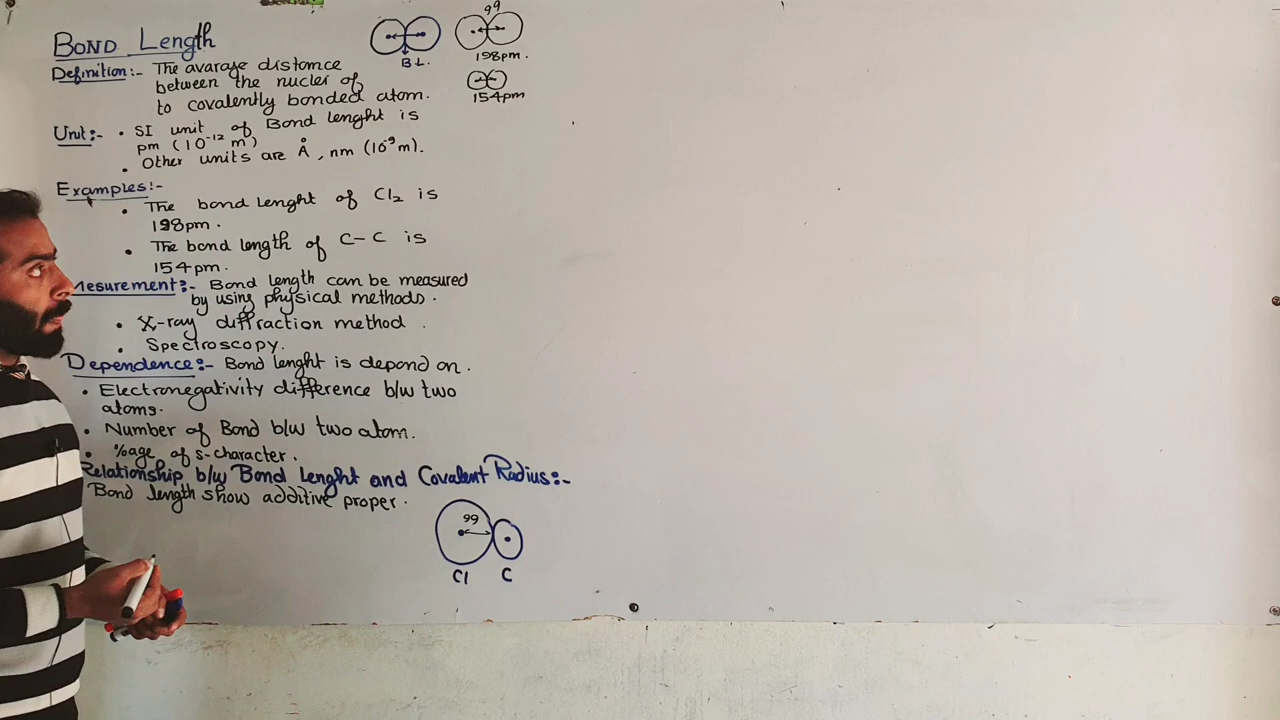 BOND Length
Definition:- The avarage distance
between the nuclei of
to covalently bonded atom.
Unit:- • SI unit of Bond lenght is
pm (10⁻¹² m)
• Other units are Å, nm (10⁻⁹m).
Examples:-
• The bond lenght of Cl₂ is
198pm.
• The bond length of C-C is
154pm.
Mesurement:- Bond length can be measured
by using physical methods.
• X-ray diffraction method.
• Spectroscopy.
Dependence:- Bond lenght is depond on.
• Electronegativity difference b/w two
atoms.
• Number of Bond b/w two atom.
• %age of s-character.
Relationship b/w Bond Lenght and Covalent Radius:-
Bond length show additive proper.
B L.
99
198pm.
154pm
99
Cl C